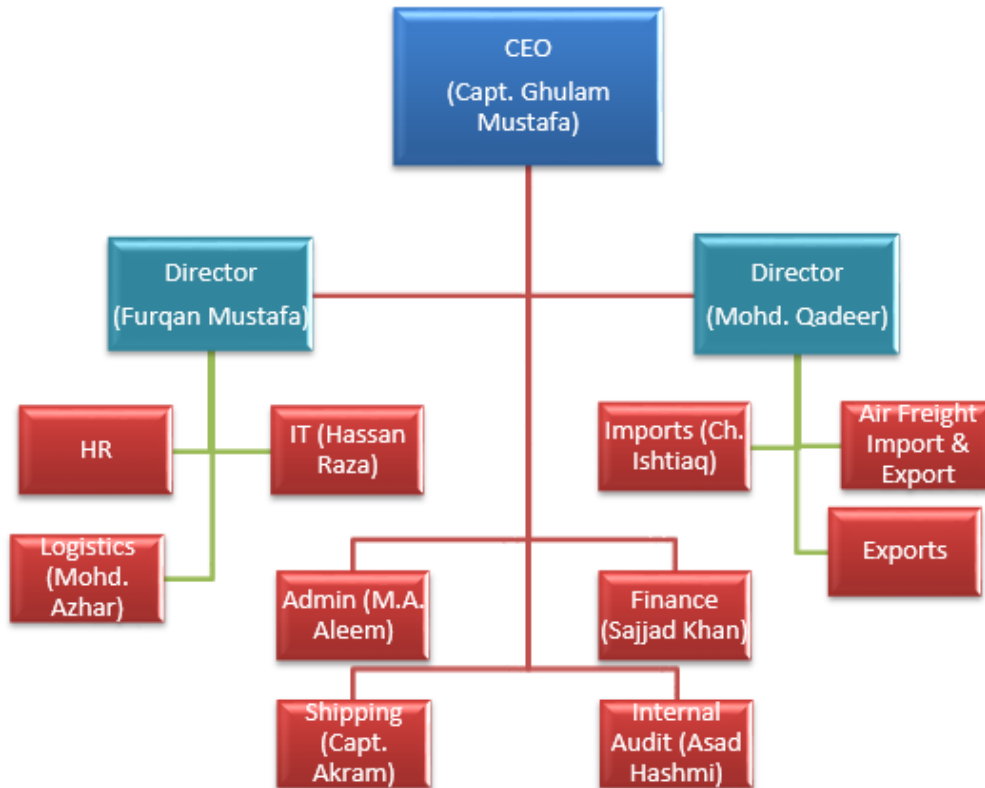 CEO
(Capt. Ghulam
Mustafa)
Director
(Furqan Mustafa)
Director
(Mohd. Qadeer)
HR
IT (Hassan
Raza)
Imports (Ch.
Ishtiaq)
Air Freight
Import &
Export
Logistics
(Mohd.
Azhar)
Exports
Admin (M.A.
Aleem)
Finance
(Sajjad Khan)
Shipping
(Capt.
Akram)
Internal
Audit (Asad
Hashmi)